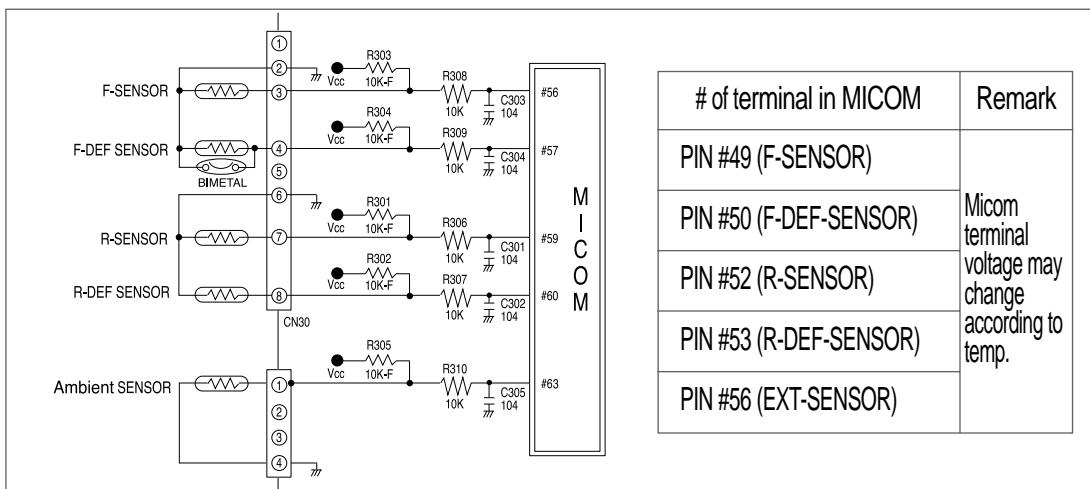 ①
②
F-SENSOR
③
Vcc
R303
10K-F
R308
10K
C303
104
#56
F-DEF SENSOR
④
BIMETAL
⑤
Vcc
R304
10K-F
R309
10K
C304
104
#57
⑥
R-SENSOR
⑦
Vcc
R301
10K-F
R306
10K
C301
104
#59
R-DEF SENSOR
⑧
CN30
Vcc
R302
10K-F
R307
10K
C302
104
#60
Ambient SENSOR
①
②
③
④
Vcc
R305
10K-F
R310
10K
C305
104
#63
MICOM
# of terminal in MICOM Remark
PIN #49 (F-SENSOR)
PIN #50 (F-DEF-SENSOR)
PIN #52 (R-SENSOR)
PIN #53 (R-DEF-SENSOR)
PIN #56 (EXT-SENSOR)
Micom
terminal
voltage may
change
according to
temp.